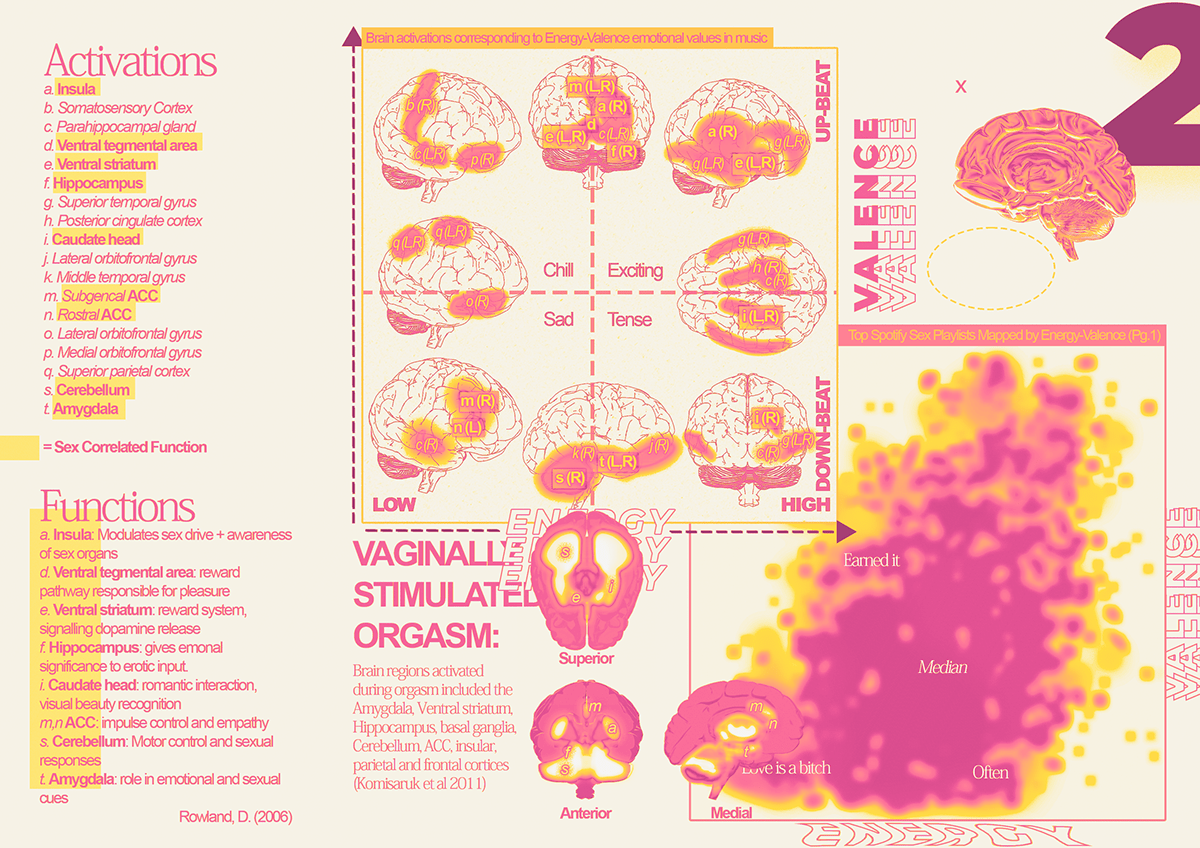 Activations
a. Insula
b. Somatosensory Cortex
c. Parahippocampal gland
d. Ventral tegmental area
e. Ventral striatum
f. Hippocampus
g. Superior temporal gyrus
h. Posterior cingulate cortex
i. Caudate head
j. Lateral orbitofrontal gyrus
k. Middle temporal gyrus
m. Subgencal ACC
n. Rostral ACC
o. Lateral orbitofrontal gyrus
p. Medial orbitofrontal gyrus
q. Superior parietal cortex
s. Cerebellum
t. Amygdala
= Sex Correlated Function
Functions
a. Insula: Modulates sex drive + awareness
of sex organs
d. Ventral tegmental area: reward
pathway responsible for pleasure
e. Ventral striatum: reward system,
signalling dopamine release
f. Hippocampus: gives emonal
significance to erotic input.
i. Caudate head: romantic interaction,
visual beauty recognition
m,n ACC: impulse control and empathy
s. Cerebellum: Motor control and sexual
responses
t. Amygdala: role in emotional and sexual
cues
Rowland, D. (2006)
Brain activations corresponding to Energy-Valence emotional values in music
b (R)
c (L,R)
p (R)
m (L,R)
a (R)
d
e (L,R)
c (L,R)
f (R)
a (R)
g (L,R)
g (L,R)
e (L,R)
UP-BEAT
q (L,R)
q (L,R)
o (R)
Chill
Exciting
Sad
Tense
g (L,R)
h (R)
c (R)
i (L,R)
m (R)
n (L)
c (R)
k (R)
j (R)
s (R)
t (L,R)
i (R)
g (L,R)
c (R)
DOWN-BEAT
LOW
HIGH
ENERGY
ENERGY
ENERGY
VALENCE
VALENCE
VALENCE
x
2
VAGINALLY
STIMULATED
ORGASM:
Brain regions activated
during orgasm included the
Amygdala, Ventral striatum,
Hippocampus, basal ganglia,
Cerebellum, ACC, insular,
parietal and frontal cortices
(Komisaruk et al 2011)
s
i
e
Superior
m
a
f
s
Anterior
m
n
t
Medial
Top Spotify Sex Playlists Mapped by Energy-Valence (Pg.1)
Earned it
Median
Love is a bitch
Often
VALENCE
ENERGY